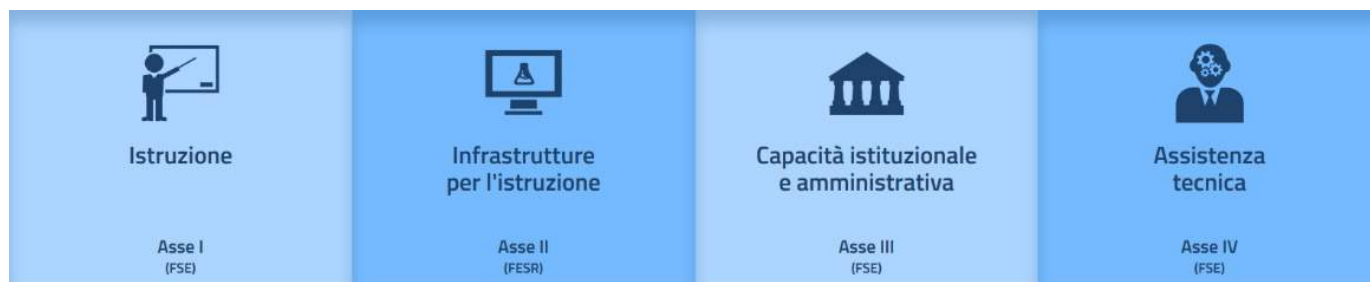 Istruzione
Asse I
(FSE)
Infrastrutture
per l'istruzione
Asse II
(FESR)
Capacità istituzionale
e amministrativa
Asse III
(FSE)
Assistenza
tecnica
Asse IV
(FSE)